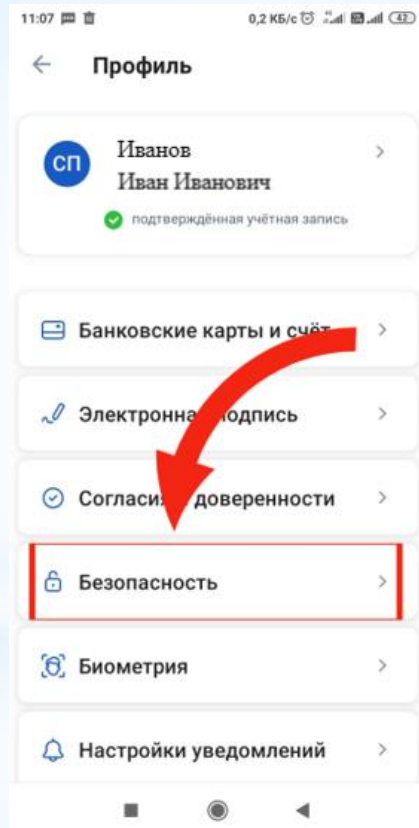 11:07 0,2 КБ/с 4G 42
Профиль
СП
Иванов
Иван Иванович
подтверждённая учётная запись
Банковские карты и счёт
Электронная подпись
Согласия доверенности
Безопасность
Биометрия
Настройки уведомлений